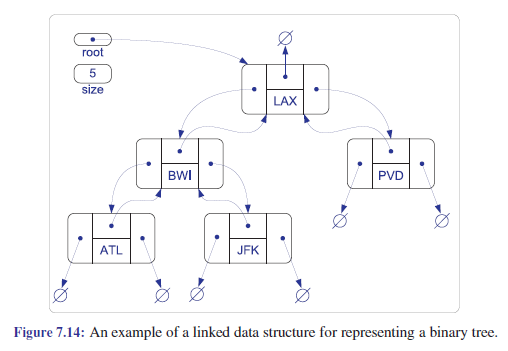 root
5
size
LAX
BWI
PVD
ATL
JFK
Figure 7.14: An example of a linked data structure for representing a binary tree.